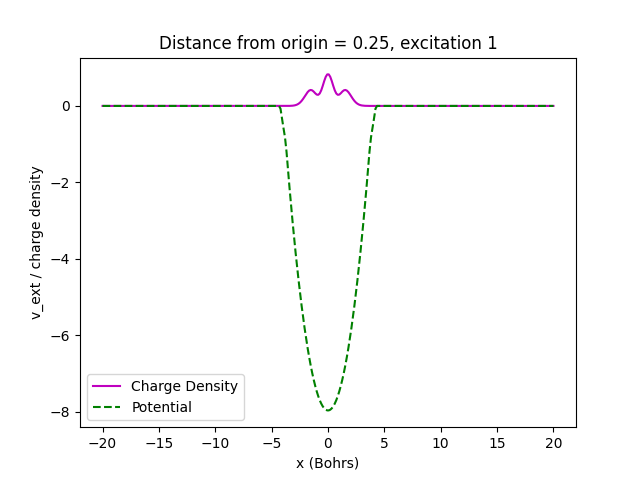 Distance from origin = 0.25, excitation 1
v_ext / charge density
0
−2
−4
−6
−8
Charge Density
Potential
−20 −15 −10 −5 0 5 10 15 20
x (Bohrs)